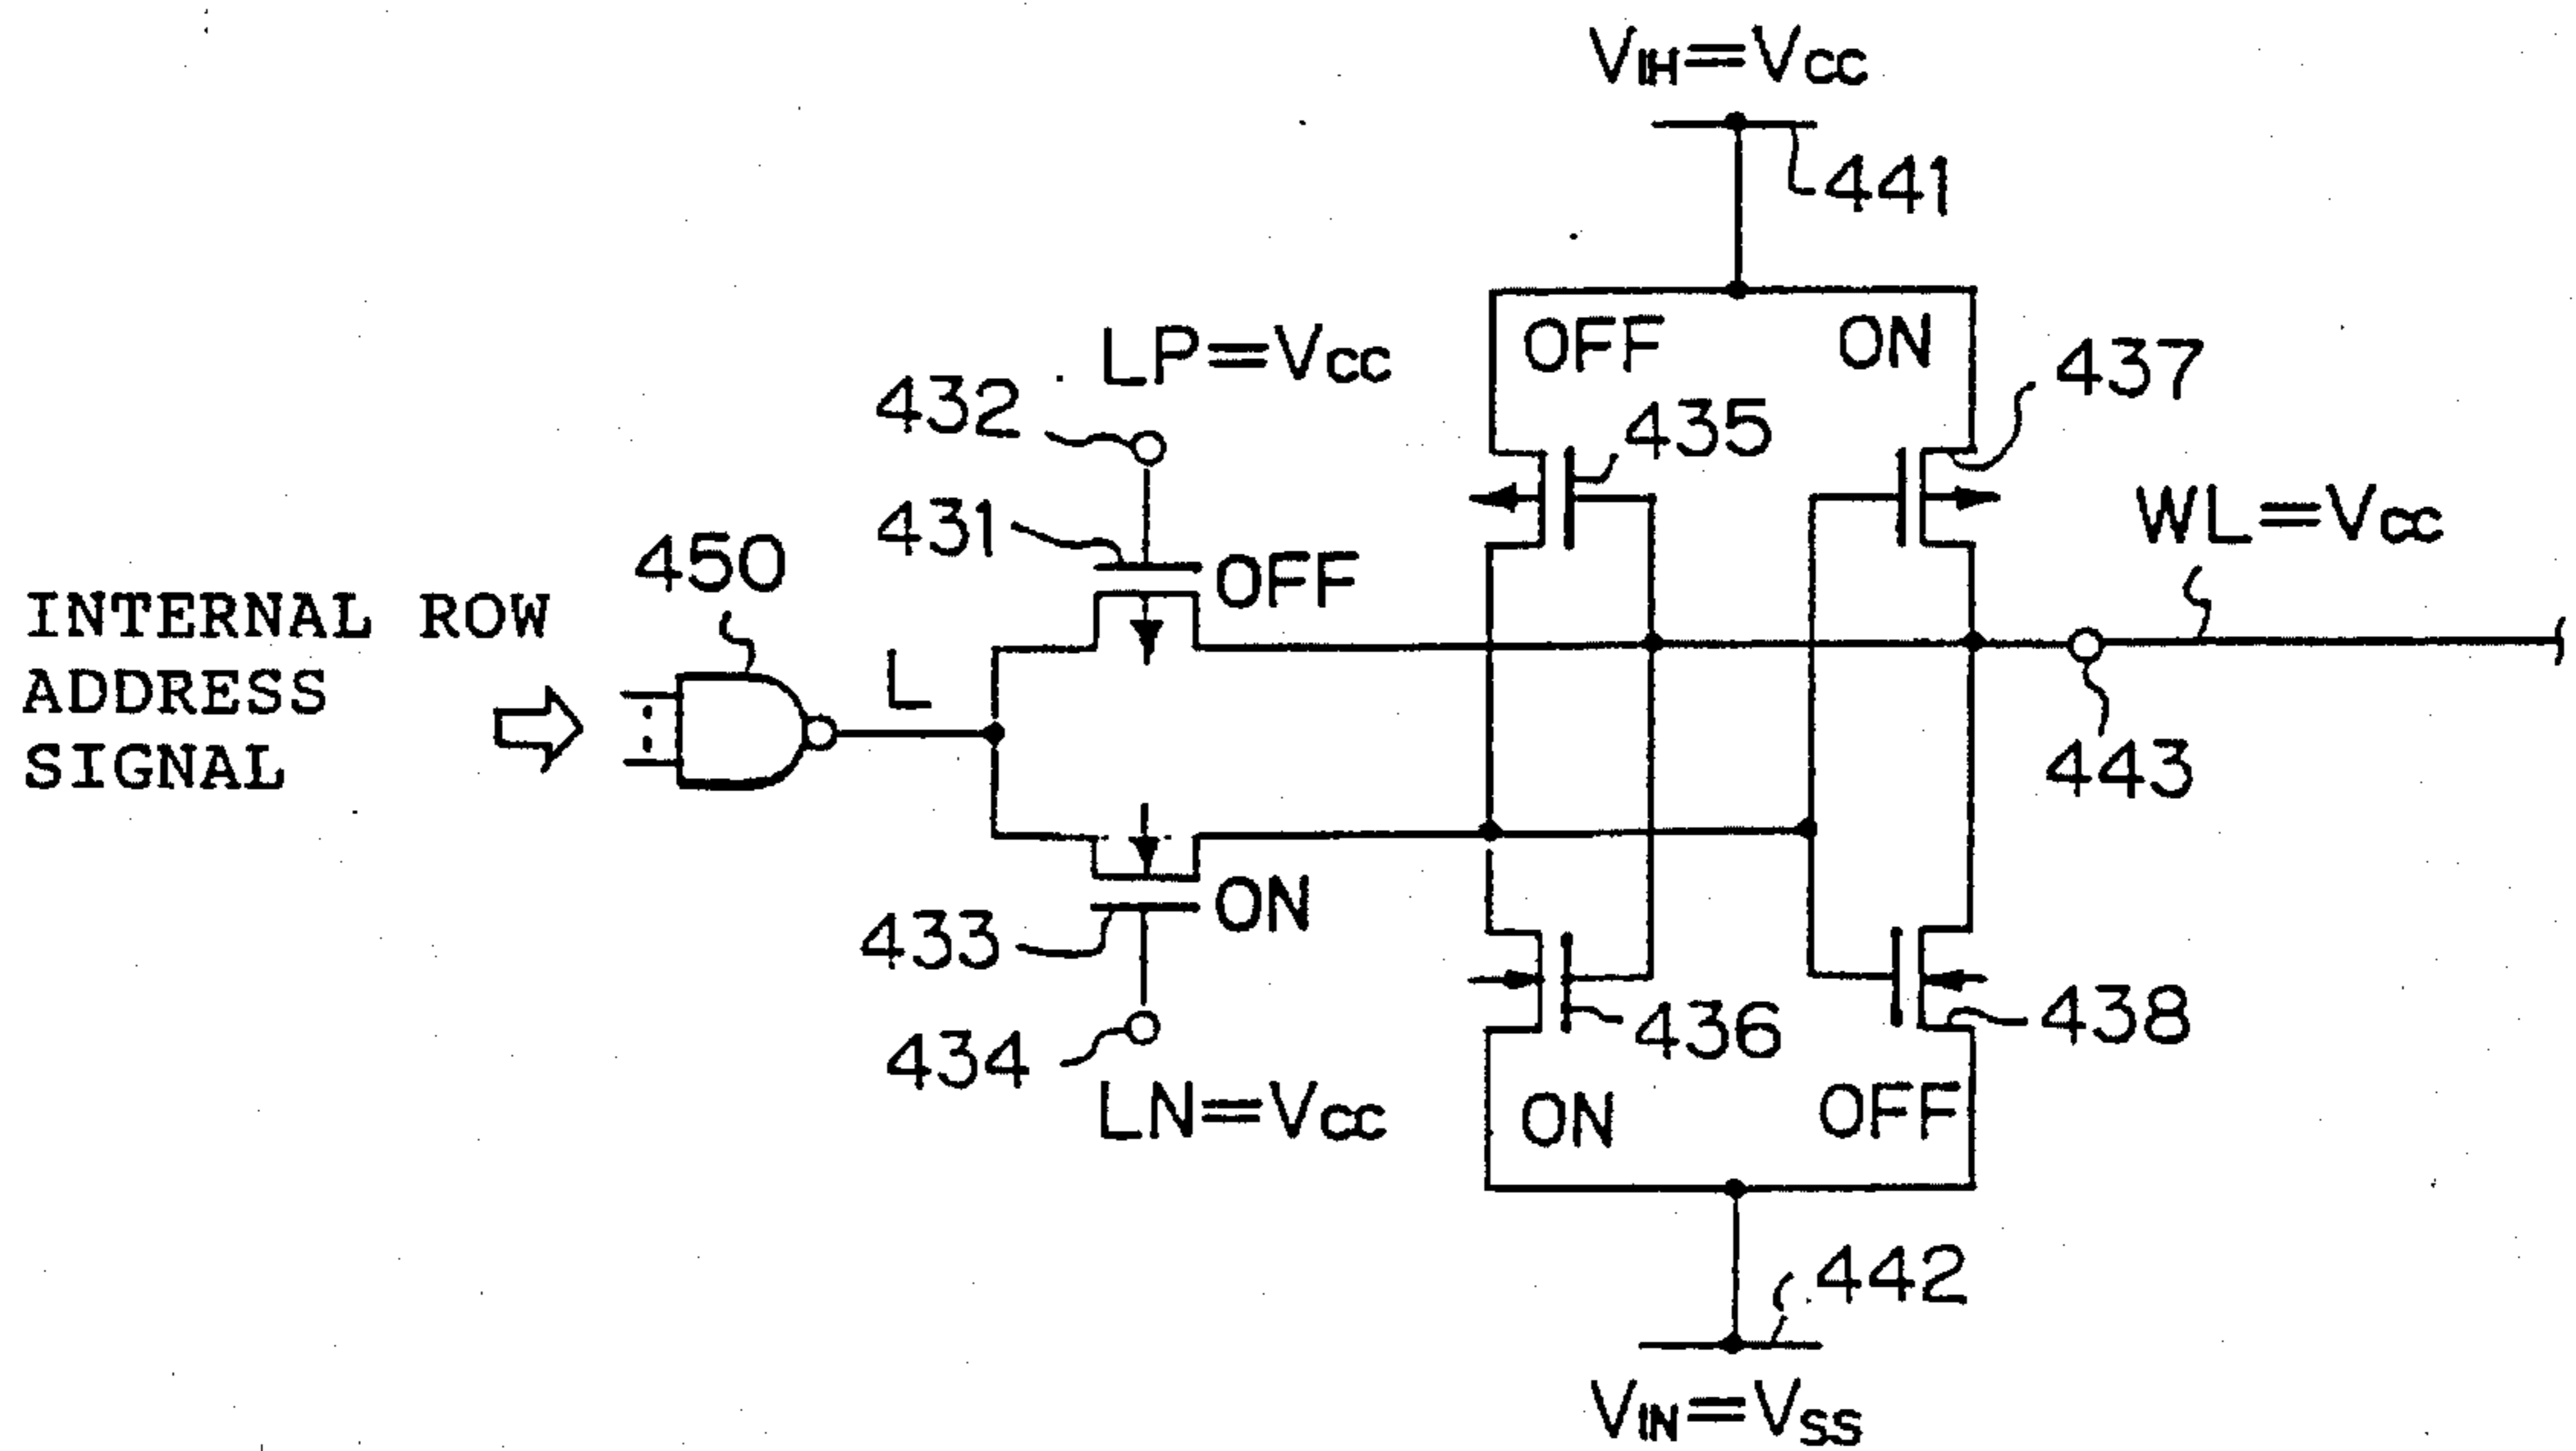 VIH=VCC
441
OFF
ON
437
LP=VCC
432
435
431
OFF
WL=VCC
450
INTERNAL ROW
ADDRESS
SIGNAL
L
443
433
ON
436
438
434
LN=VCC
ON
OFF
442
VIN=VSS